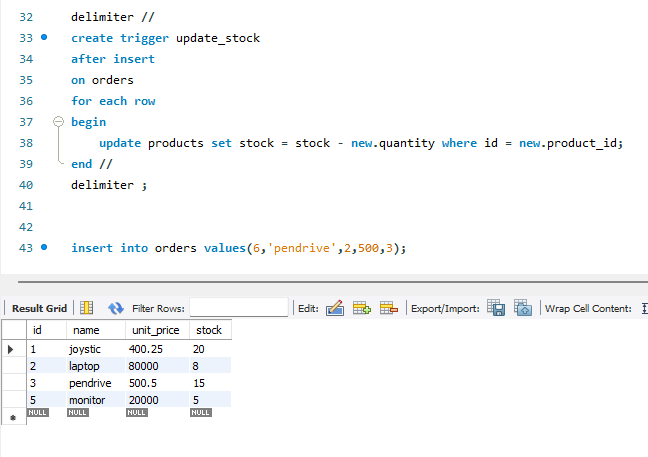 32 delimiter //
33 create trigger update_stock
34 after insert
35 on orders
36 for each row
37 begin
38 update products set stock = stock - new.quantity where id = new.product_id;
39 end //
40 delimiter ;
41
42
43 insert into orders values(6,'pendrive',2,500,3);
Result Grid Filter Rows: Edit: Export/Import: Wrap Cell Content:
id name unit_price stock
1 joystic 400.25 20
2 laptop 80000 8
3 pendrive 500.5 15
5 monitor 20000 5
NULL NULL NULL NULL